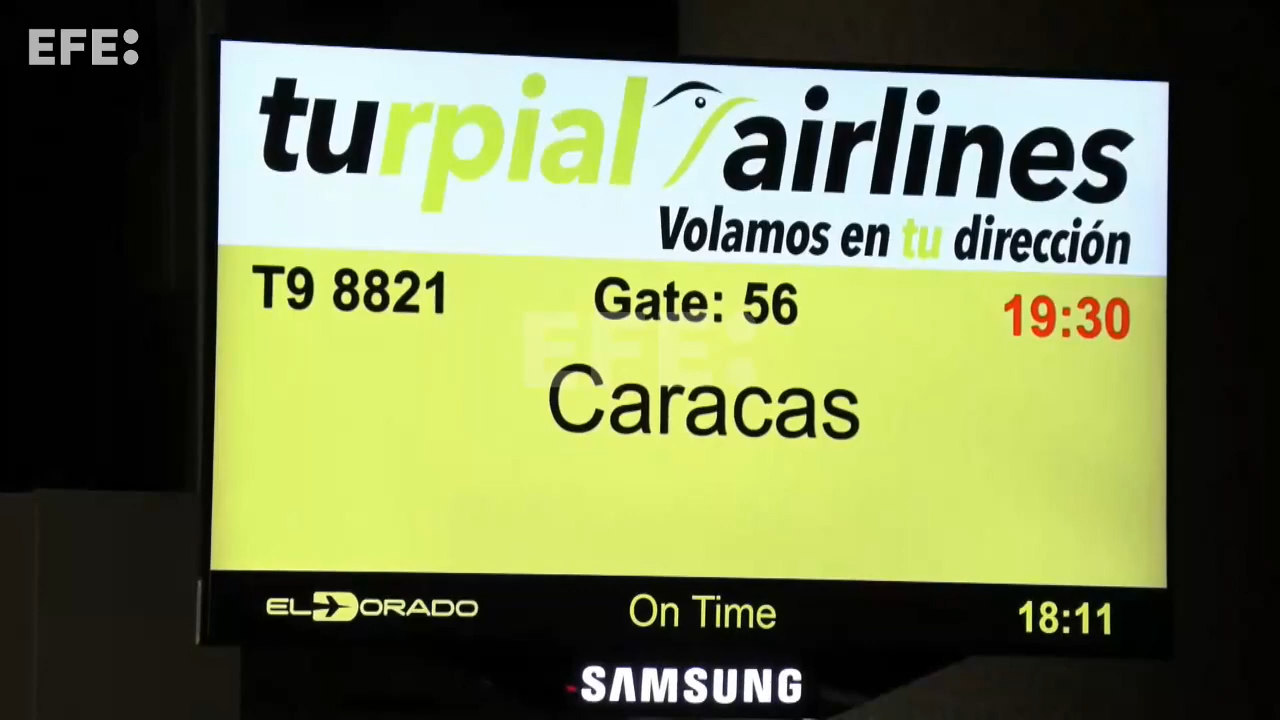 EFE:
turpial airlines
Volamos en tu dirección
T9 8821 Gate: 56 19:30
EFE:
Caracas
EL DORADO On Time 18:11
SAMSUNG